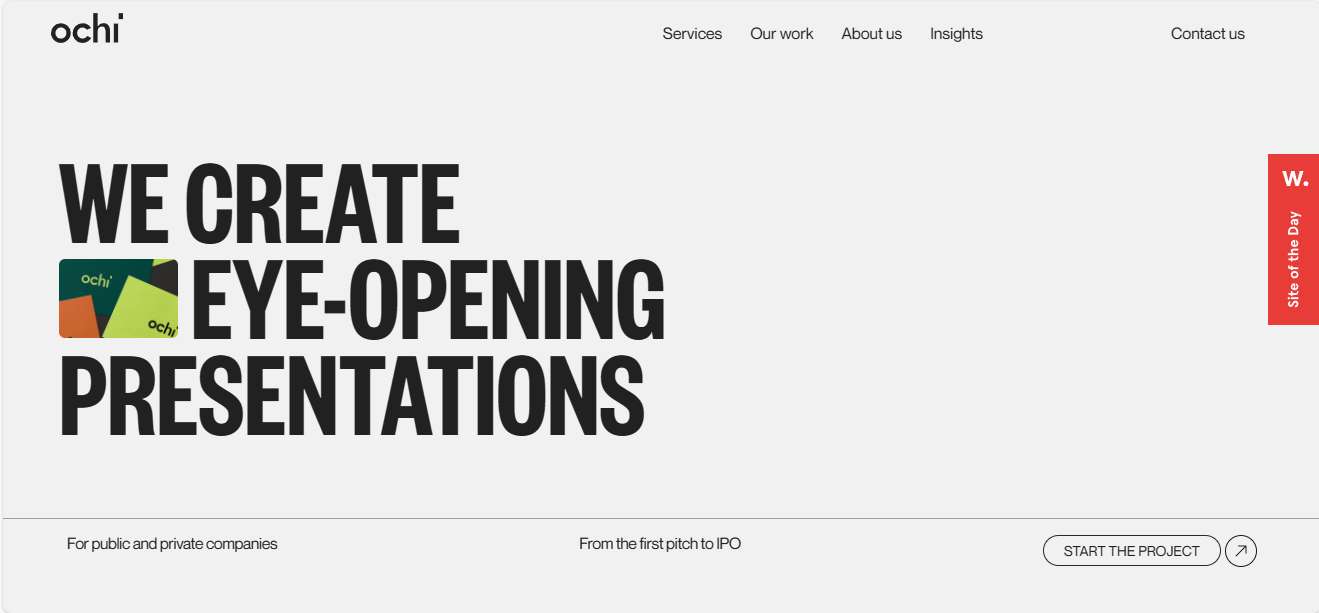 ochi
Services Our work About us Insights Contact us
WE CREATE
ochi
EYE-OPENING
ochi
PRESENTATIONS
W.
Site of the Day
For public and private companies
From the first pitch to IPO
START THE PROJECT